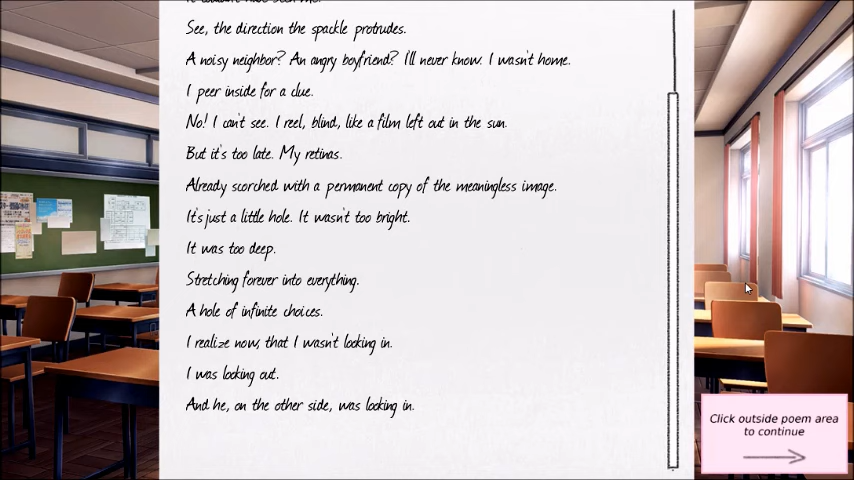 See, the direction the spackle protrudes.
A noisy neighbor? An angry boyfriend? I'll never know. I wasn't home.
I peer inside for a clue.
No! I can't see. I reel, blind, like a film left out in the sun.
But it's too late. My retinas.
Already scorched with a permanent copy of the meaningless image.
It's just a little hole. It wasn't too bright.
It was too deep.
Stretching forever into everything.
A hole of infinite choices.
I realize now, that I wasn't looking in.
I was looking out.
And he, on the other side, was looking in.
Click outside poem area
to continue